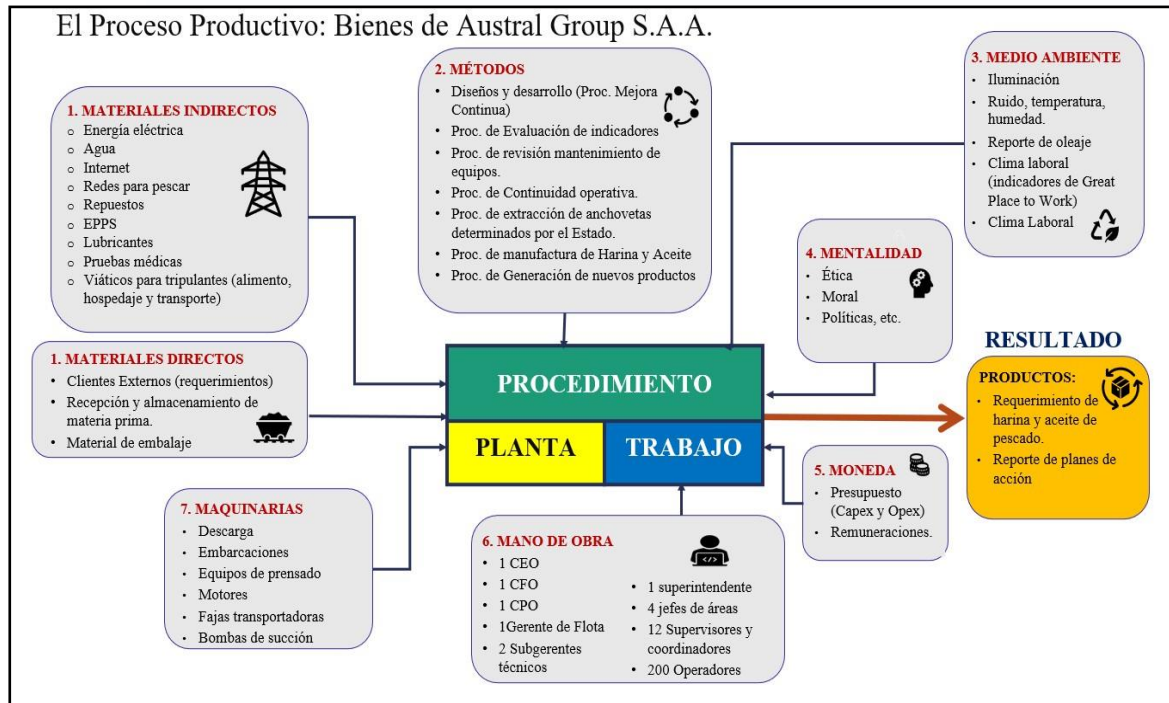 El Proceso Productivo: Bienes de Austral Group S.A.A.
1. MATERIALES INDIRECTOS
o Energía eléctrica
o Agua
o Internet
o Redes para pescar
o Repuestos
o EPPS
o Lubricantes
o Pruebas médicas
o Viáticos para tripulantes (alimento,
hospedaje y transporte)
2. MÉTODOS
• Diseños y desarrollo (Proc. Mejora
Continua)
• Proc. de Evaluación de indicadores
• Proc. de revisión mantenimiento de
equipos.
• Proc. de Continuidad operativa.
• Proc. de extracción de anchovetas
determinados por el Estado.
• Proc. de manufactura de Harina y Aceite
• Proc. de Generación de nuevos productos
3. MEDIO AMBIENTE
• Iluminación
• Ruido, temperatura,
humedad.
• Reporte de oleaje
• Clima laboral
(indicadores de Great
Place to Work)
• Clima Laboral
4. MENTALIDAD
• Ética
• Moral
• Políticas, etc.
1. MATERIALES DIRECTOS
• Clientes Externos (requerimientos)
• Recepción y almacenamiento de
materia prima.
• Material de embalaje
PROCEDIMIENTO
PLANTA
TRABAJO
RESULTADO
PRODUCTOS:
• Requerimiento de
harina y aceite de
pescado.
• Reporte de planes de
acción
5. MONEDA
• Presupuesto
(Capex y Opex)
• Remuneraciones.
7. MAQUINARIAS
• Descarga
• Embarcaciones
• Equipos de prensado
• Motores
• Fajas transportadoras
• Bombas de succión
6. MANO DE OBRA
• 1 CEO
• 1 CFO
• 1 CPO
• 1Gerente de Flota
• 2 Subgerentes
técnicos
• 1 superintendente
• 4 jefes de áreas
• 12 Supervisores y
coordinadores
• 200 Operadores